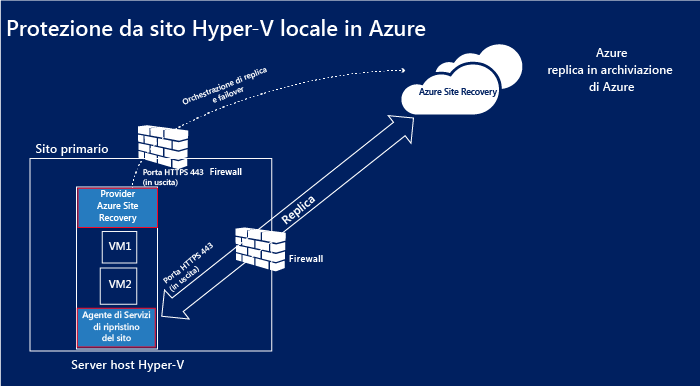 Protezione da sito Hyper-V locale in Azure
Azure
replica in archiviazione
di Azure
Orchestrazione di replica
e failover
Azure Site Recovery
Sito primario
Porta HTTPS 443
(in uscita)
Firewall
Provider
Azure Site
Recovery
Replica
VM1
Porta HTTPS 443
(in uscita)
Firewall
VM2
Agente di Servizi
di ripristino
del sito
Server host Hyper-V